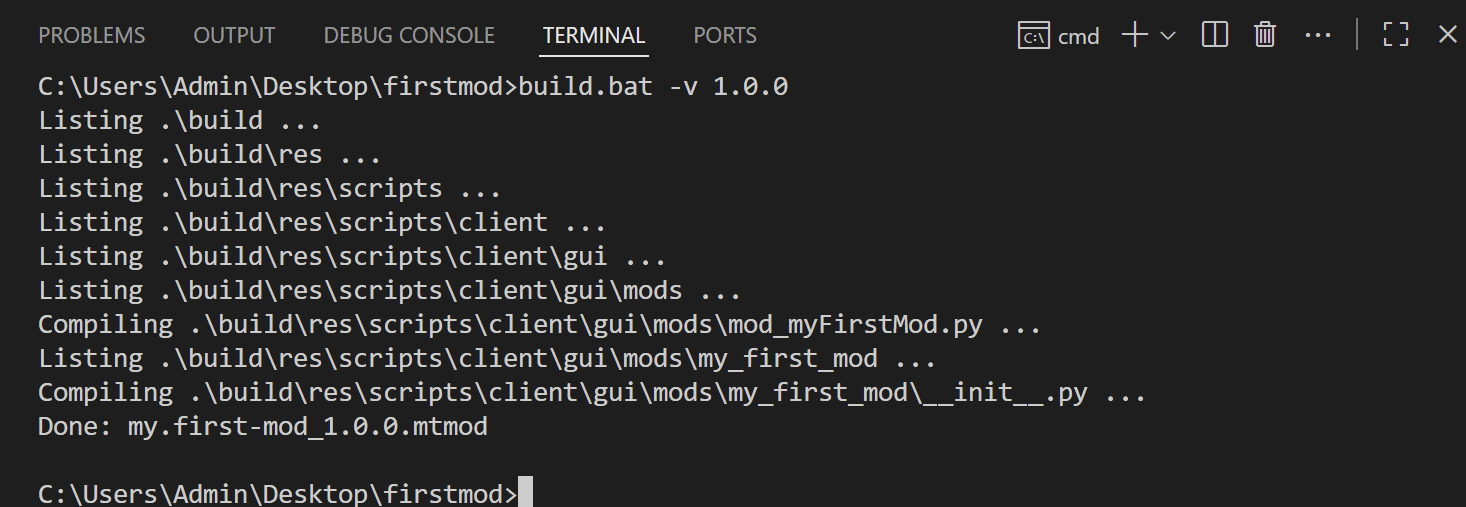 PROBLEMS OUTPUT DEBUG CONSOLE TERMINAL PORTS C:\ cmd
C:\Users\Admin\Desktop\firstmod>build.bat -v 1.0.0
Listing .\build ...
Listing .\build\res ...
Listing .\build\res\scripts ...
Listing .\build\res\scripts\client ...
Listing .\build\res\scripts\client\gui ...
Listing .\build\res\scripts\client\gui\mods ...
Compiling .\build\res\scripts\client\gui\mods\mod_myFirstMod.py ...
Listing .\build\res\scripts\client\gui\mods\my_first_mod ...
Compiling .\build\res\scripts\client\gui\mods\my_first_mod\__init__.py ...
Done: my.first-mod_1.0.0.mtmod
C:\Users\Admin\Desktop\firstmod>